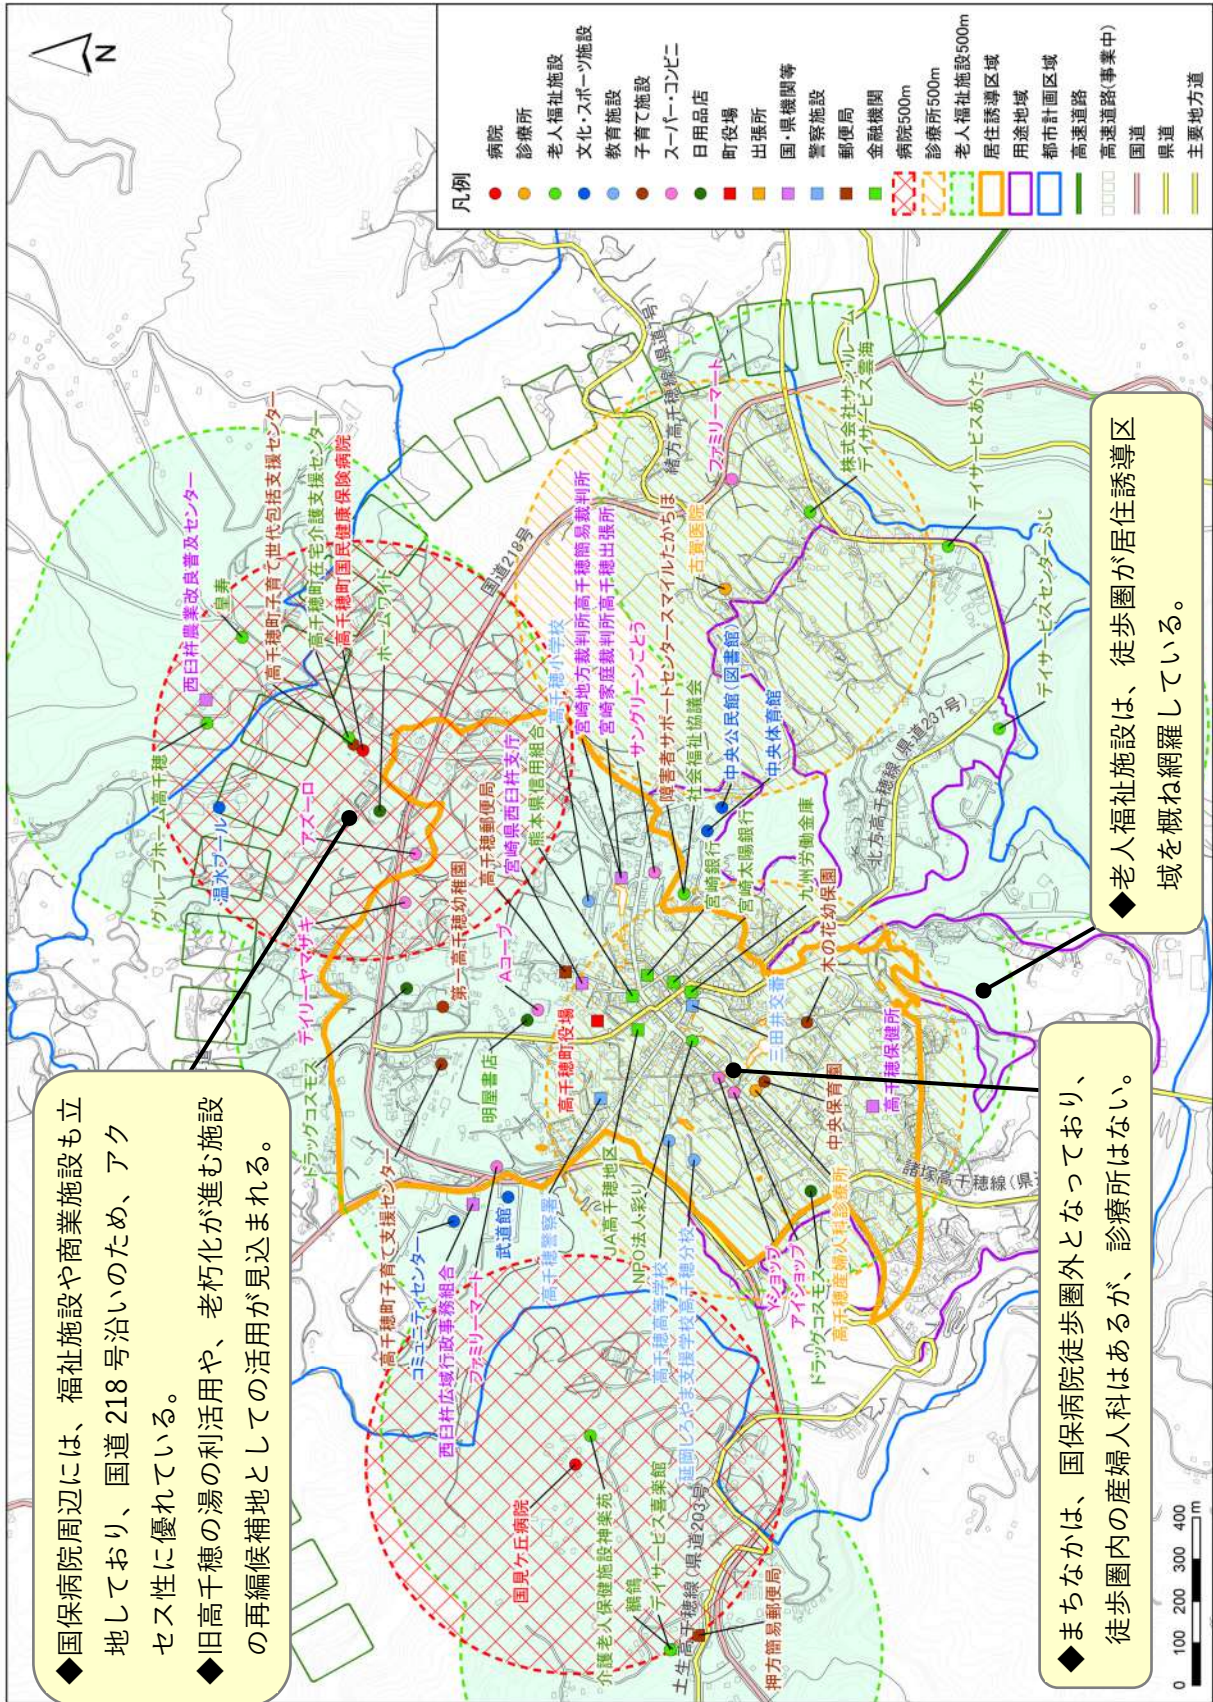 ◆国保病院周辺には、福祉施設や商業施設も立
地しており、国道218号沿いのため、アク
セス性に優れている。
◆旧高千穂の湯の利活用や、老朽化が進む施設
の再編候補地としての活用が見込まれる。
◆まちなかは、国保病院徒歩圏外となっており、
徒歩圏内の産婦人科はあるが、診療所はない。
◆老人福祉施設は、徒歩圏が居住誘導区
域を概ね網羅している。
N
凡例
病院
診療所
老人福祉施設
文化・スポーツ施設
教育施設
子育て施設
スーパー・コンビニ
日用品店
町役場
出張所
国・県機関等
警察施設
郵便局
金融機関
病院500m
診療所500m
老人福祉施設500m
居住誘導区域
用途地域
都市計画区域
高速道路
高速道路(事業中)
国道
県道
主要地方道
西臼杵農業改良普及センター
皇寿
高千穂町子育て世代包括支援センター
高千穂町在宅介護支援センター
高千穂町国民健康保険病院
ホームワイド
グループホーム高千穂
温水プール
アスーロ
デイリーヤマザキ
ドラッグコスモス
国道218号
第一高千穂幼稚園
高千穂郵便局
宮崎県西臼杵支庁
熊本県信用組合
高千穂小学校
宮崎地方裁判所高千穂簡易裁判所
宮崎家庭裁判所高千穂出張所
サングリーンごとう
障害者サポートセンタースマイルたかちほ
社会福祉協議会
緒方高千穂線(県道7号)
ファミリーマート
古賀医院
株式会社サンルーム
デイサービス雲海
デイサービスあぐた
デイサービスセンターふじ
中央公民館(図書館)
中央体育館
宮崎銀行
宮崎太陽銀行
九州労働金庫
木の花幼保園
北方高千穂線(県道237号)
Aコープ
明屋書店
高千穂町役場
三田井交番
高千穂保健所
中央保育園
諸塚高千穂線(県
高千穂町子育て支援センター
コミュニティセンター
西臼杵広域行政事務組合
ファミリーマート
武道館
高千穂警察署
JA高千穂地区
NPO法人彩り
高千穂高等学校
延岡しろやま支援学校高千穂分校
Yショップ
アイショップ
ドラッグコスモス
高千穂産婦人科診療所
国見ケ丘病院
介護老人保健施設神楽苑
鶺鴒
デイサービス喜楽館
土生高千穂線(県道203号)
押方簡易郵便局
0 100 200 300 400
m